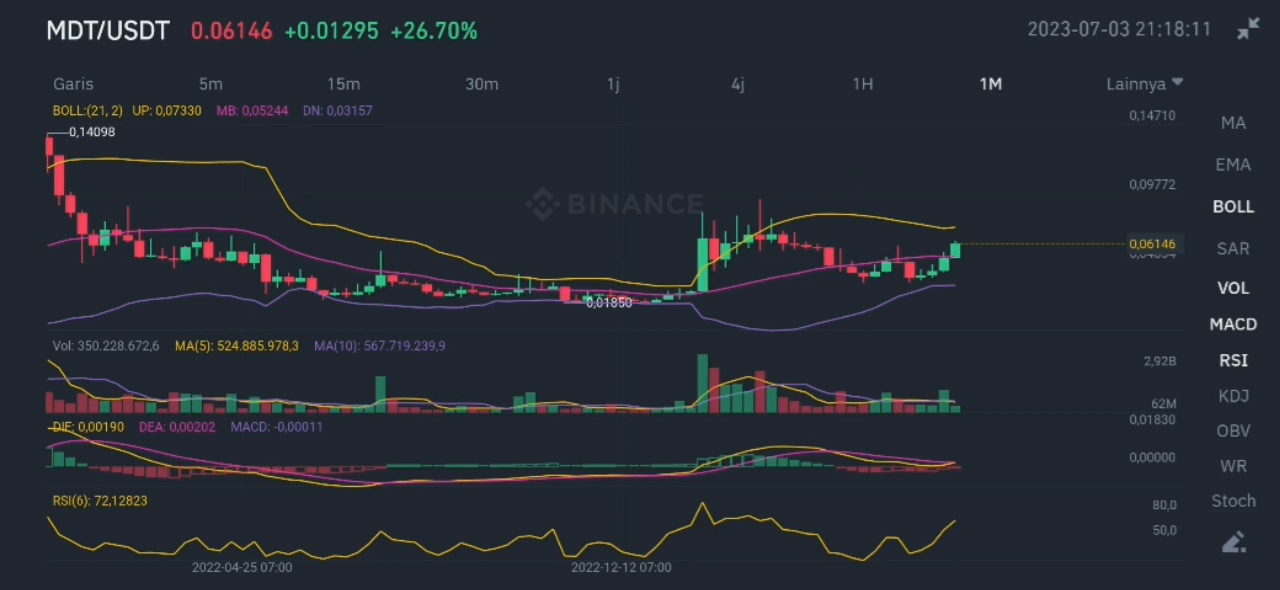 MDT/USDT 0.06146 +0.01295 +26.70% 2023-07-03 21:18:11
Garis 5m 15m 30m 1j 4j 1H 1M Lainnya
BOLL:(21, 2) UP: 0,07330 MB: 0,05244 DN: 0,03157
0,14710
0,14098
MA
EMA
0,09772
BINANCE
BOLL
0,06146
SAR
VOL
0,01850
MACD
Vol: 350.228.672,6 MA(5): 524.885.978,3 MA(10): 567.719.239,9
2,92B
RSI
KDJ
62M
0,01830
DIF: 0,00190 DEA: 0,00202 MACD: -0,00011
OBV
0,00000
WR
RSI(6): 72,12823
80,0
Stoch
50,0
2022-04-25 07:00 2022-12-12 07:00